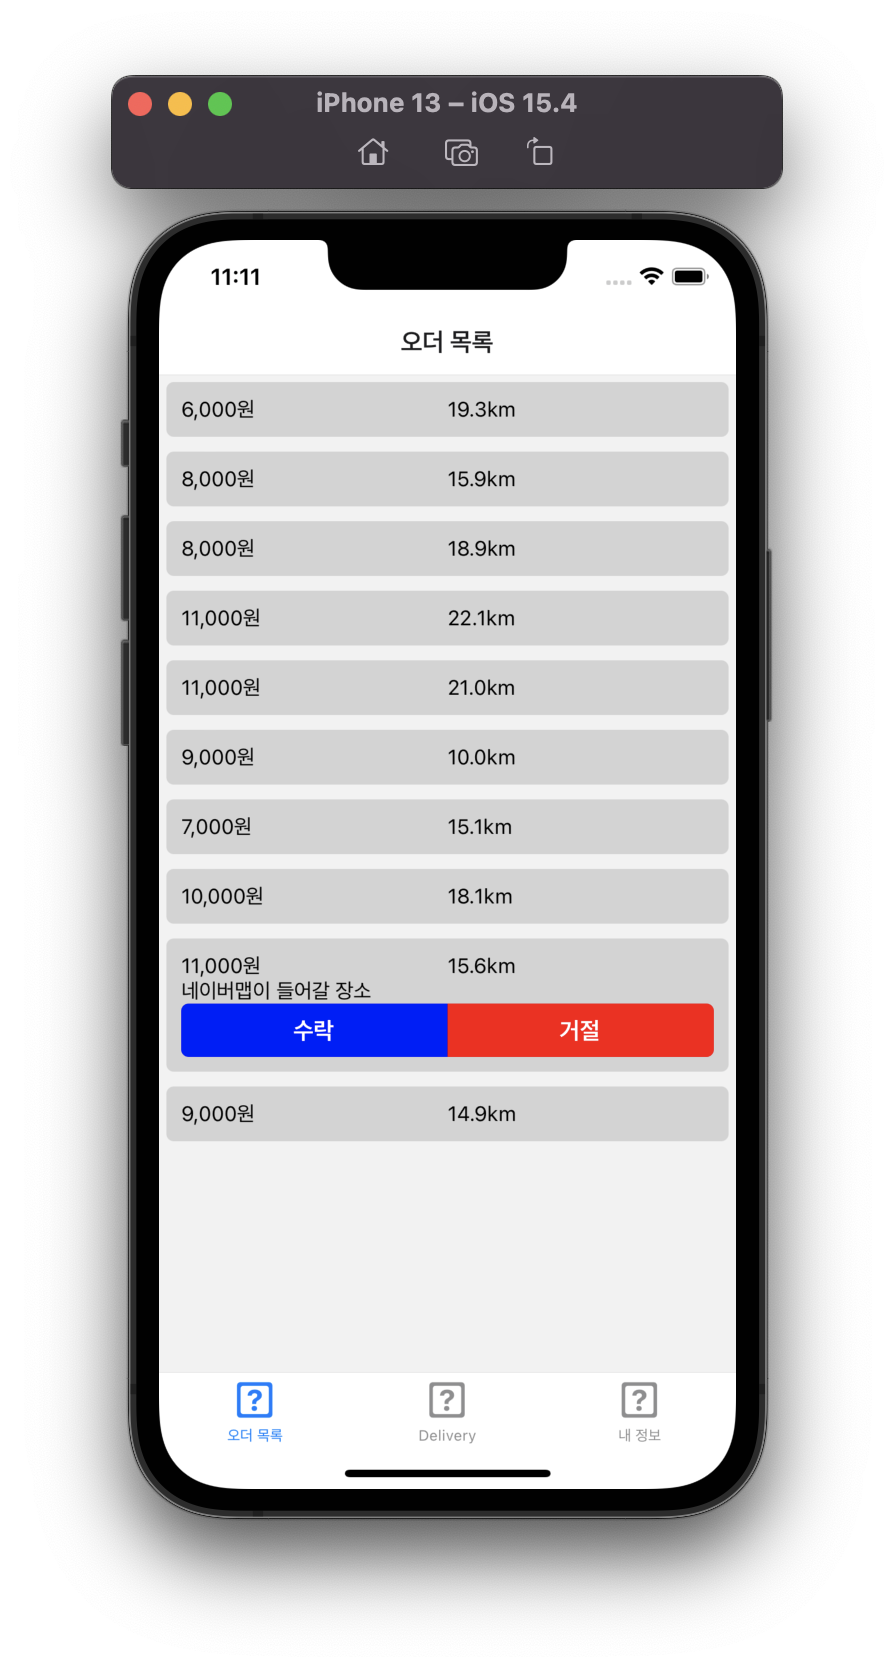 iPhone 13 – iOS 15.4
11:11
오더 목록
6,000원 19.3km
8,000원 15.9km
8,000원 18.9km
11,000원 22.1km
11,000원 21.0km
9,000원 10.0km
7,000원 15.1km
10,000원 18.1km
11,000원 15.6km
네이버맵이 들어갈 장소
수락 거절
9,000원 14.9km
? ? ?
오더 목록 Delivery 내 정보